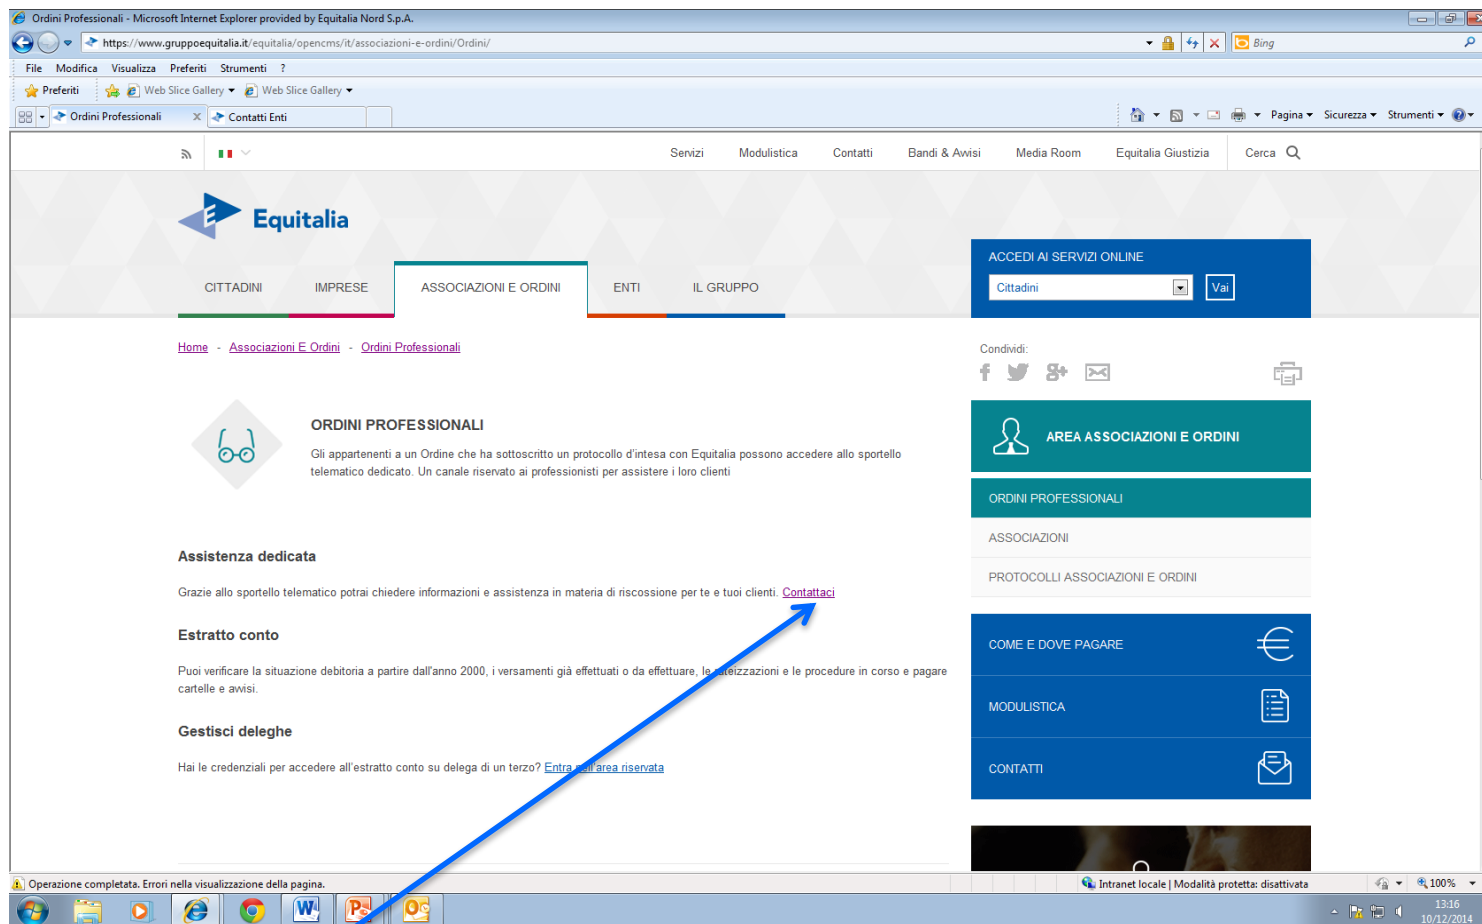 Ordini Professionali - Microsoft Internet Explorer provided by Equitalia Nord S.p.A.
https://www.gruppoequitalia.it/equitalia/opencms/it/associazioni-e-ordini/Ordini/
Bing
File Modifica Visualizza Preferiti Strumenti ?
Preferiti Web Slice Gallery Web Slice Gallery
Ordini Professionali X Contatti Enti
Pagina Sicurezza Strumenti
Servizi Modulistica Contatti Bandi & Avvisi Media Room Equitalia Giustizia Cerca
E
Equitalia
ACCEDI AI SERVIZI ONLINE
Cittadini Vai
CITTADINI IMPRESE ASSOCIAZIONI E ORDINI ENTI IL GRUPPO
Home - Associazioni E Ordini - Ordini Professionali
Condividi:
ORDINI PROFESSIONALI
Gli appartenenti a un Ordine che ha sottoscritto un protocollo d'intesa con Equitalia possono accedere allo sportello
telematico dedicato. Un canale riservato ai professionisti per assistere i loro clienti
Assistenza dedicata
Grazie allo sportello telematico potrai chiedere informazioni e assistenza in materia di riscossione per te e tuoi clienti. Contattaci
Estratto conto
Puoi verificare la situazione debitoria a partire dall'anno 2000, i versamenti già effettuati o da effettuare, le rateizzazioni e le procedure in corso e pagare
cartelle e avvisi.
Gestisci deleghe
Hai le credenziali per accedere all'estratto conto su delega di un terzo? Entra nell'area riservata
AREA ASSOCIAZIONI E ORDINI
ORDINI PROFESSIONALI
ASSOCIAZIONI
PROTOCOLLI ASSOCIAZIONI E ORDINI
COME E DOVE PAGARE
MODULISTICA
CONTATTI
Operazione completata. Errori nella visualizzazione della pagina.
Intranet locale | Modalità protetta: disattivata
100%
13:16
10/12/2014